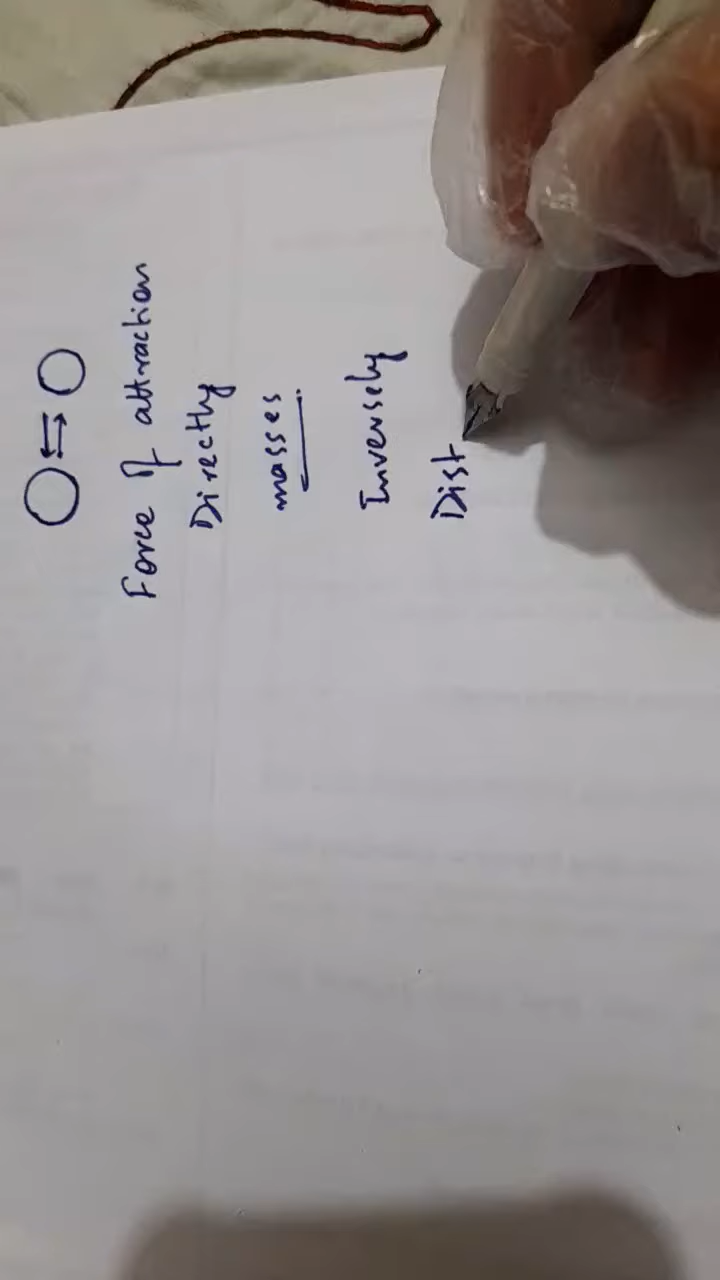 Force of attraction
Directly
masses
Inversely
Dist